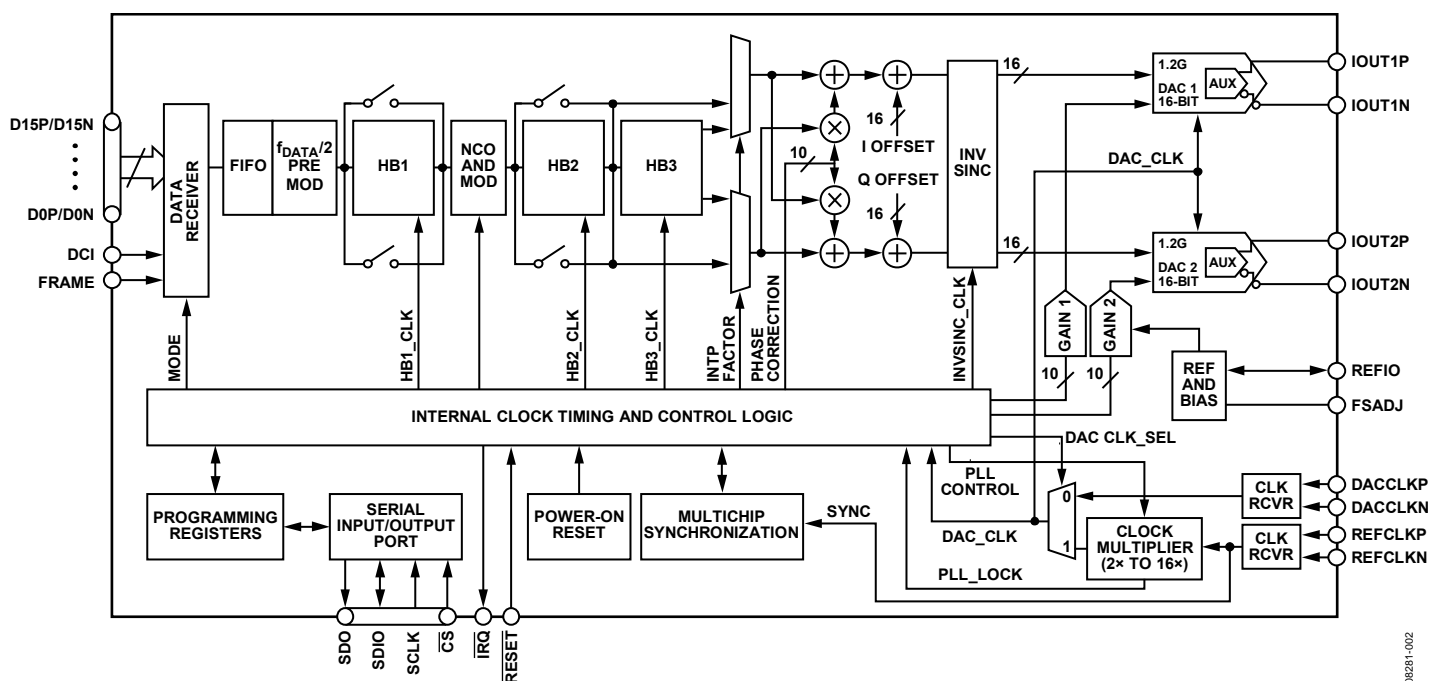 D15P/D15N
D0P/D0N
DCI
FRAME
DATA
RECEIVER
FIFO
fDATA/2
PRE
MOD
HB1
NCO
AND
MOD
HB2
HB3
16
10
I OFFSET
Q OFFSET
16
INV
SINC
16
16
1.2G
DAC 1
16-BIT
AUX
DAC_CLK
1.2G
DAC 2
16-BIT
AUX
IOUT1P
IOUT1N
IOUT2P
IOUT2N
MODE
HB1_CLK
HB2_CLK
HB3_CLK
INTP
FACTOR
PHASE
CORRECTION
INVSINC_CLK
GAIN 1
GAIN 2
10
10
REF
AND
BIAS
REFIO
FSADJ
INTERNAL CLOCK TIMING AND CONTROL LOGIC
DAC CLK_SEL
PLL
CONTROL
DAC_CLK
PLL_LOCK
PROGRAMMING
REGISTERS
SERIAL
INPUT/OUTPUT
PORT
POWER-ON
RESET
MULTICHIP
SYNCHRONIZATION
SYNC
0
1
CLOCK
MULTIPLIER
(2× TO 16×)
CLK
RCVR
CLK
RCVR
DACCLKP
DACCLKN
REFCLKP
REFCLKN
SDO
SDIO
SCLK
CS
IRQ
RESET
08281-002